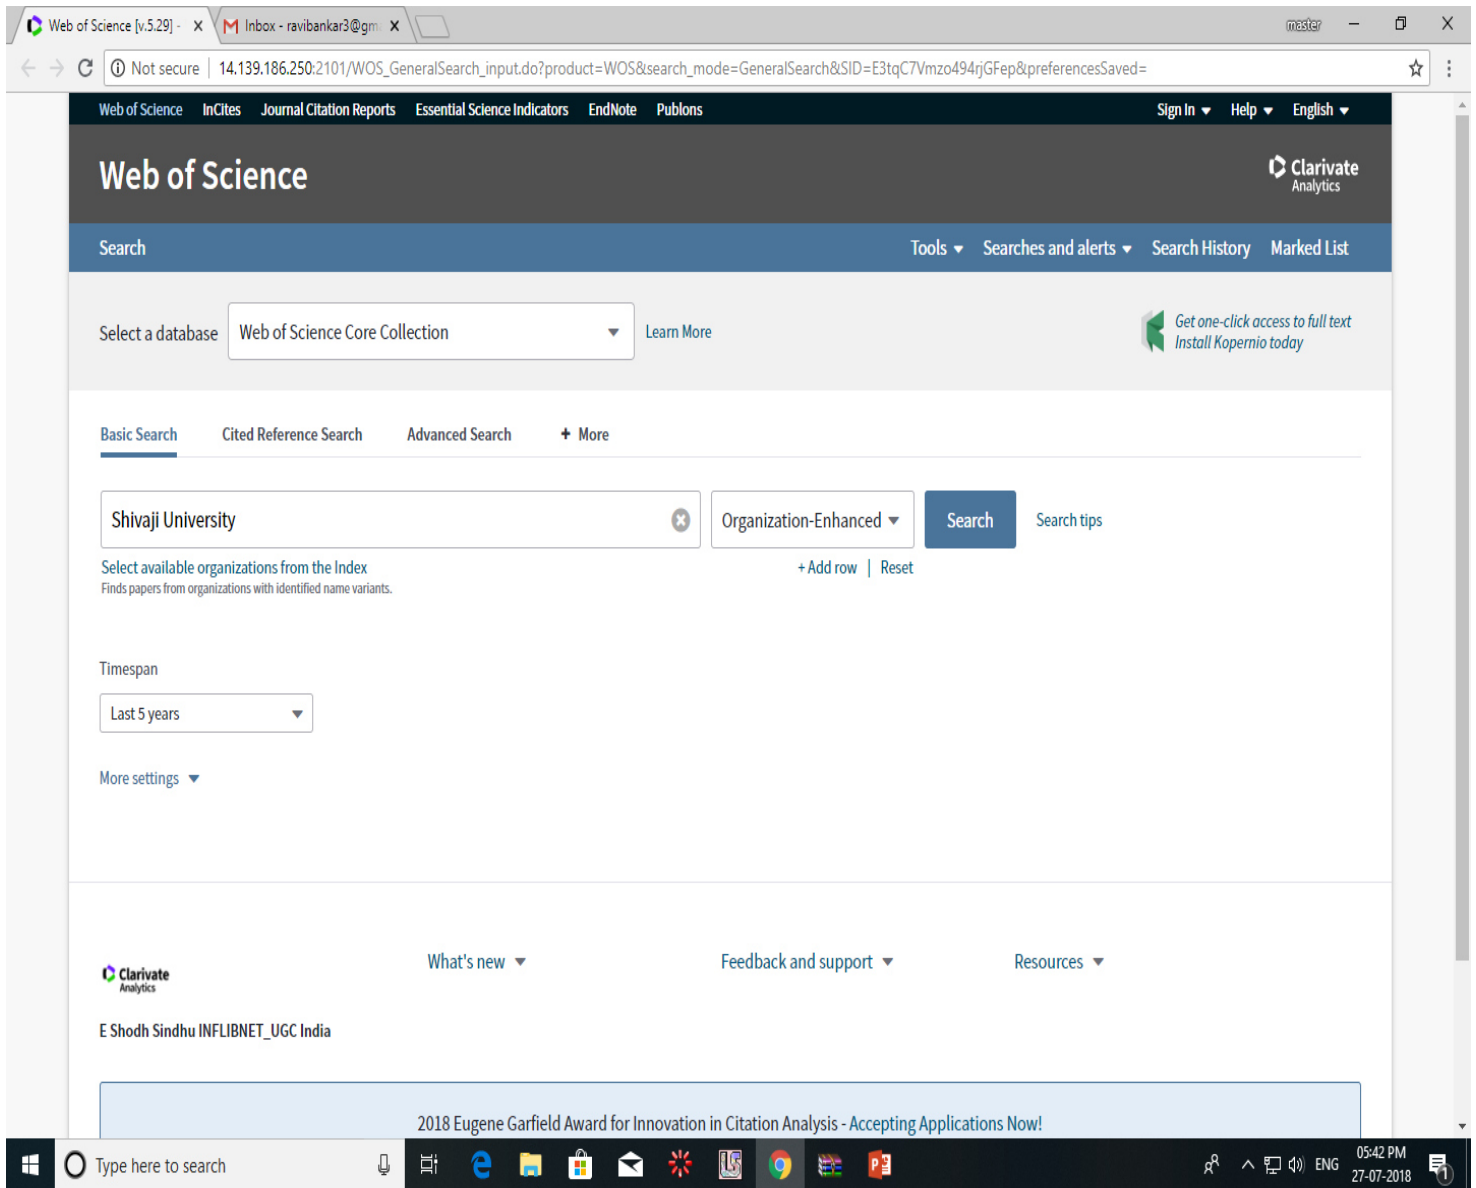 Web of Science [v.5.29] -
Inbox - ravibankar3@gm
master
Not secure | 14.139.186.250:2101/WOS_GeneralSearch_input.do?product=WOS&search_mode=GeneralSearch&SID=E3tqC7Vmzo494rjGFep&preferencesSaved=
Web of Science InCites Journal Citation Reports Essential Science Indicators EndNote Publons Sign In Help English
Web of Science
Clarivate
Analytics
Search Tools Searches and alerts Search History Marked List
Select a database Web of Science Core Collection Learn More
Get one-click access to full text
Install Kopernio today
Basic Search Cited Reference Search Advanced Search + More
Shivaji University Organization-Enhanced Search Search tips
Select available organizations from the Index + Add row | Reset
Finds papers from organizations with identified name variants.
Timespan
Last 5 years
More settings
Clarivate
Analytics
What's new Feedback and support Resources
E Shodh Sindhu INFLIBNET_UGC India
2018 Eugene Garfield Award for Innovation in Citation Analysis - Accepting Applications Now!
Type here to search
LS
ENG
05:42 PM
27-07-2018
1